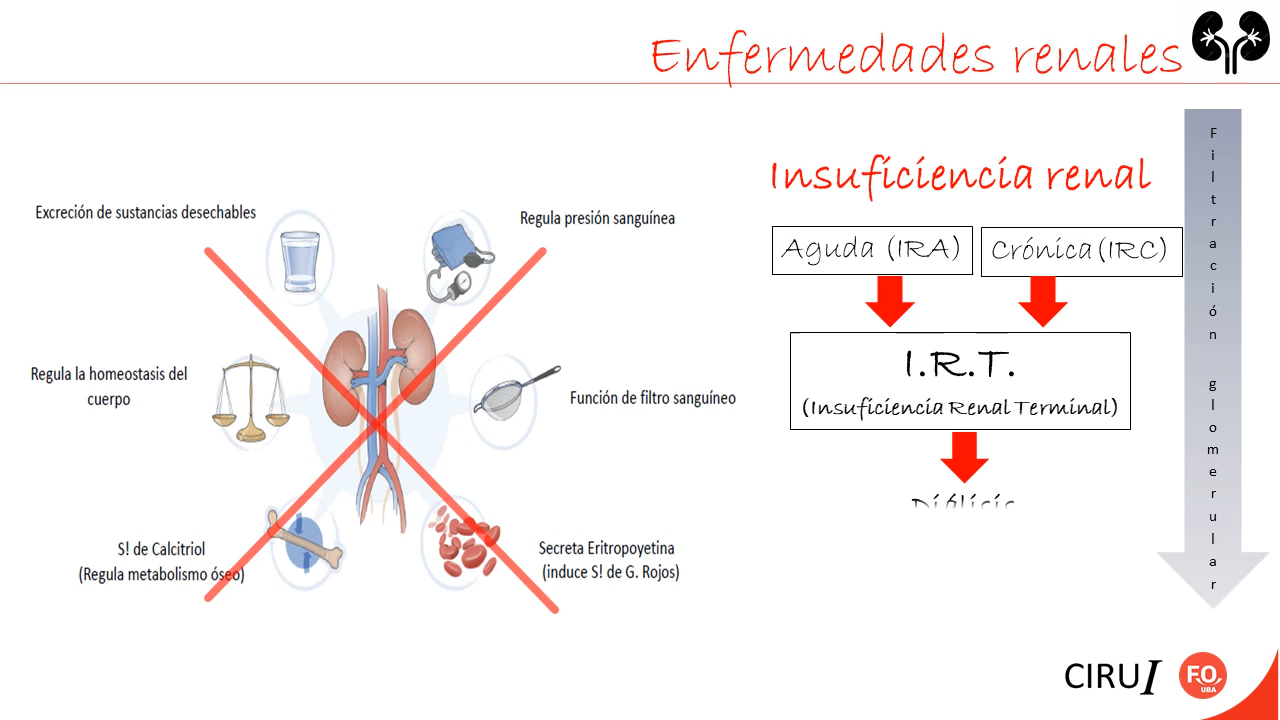 Enfermedades renales
Excreción de sustancias desechables
Regula presión sanguínea
Regula la homeostasis del
cuerpo
Función de filtro sanguíneo
S! de Calcitriol
(Regula metabolismo óseo)
Secreta Eritropoyetina
(induce S! de G. Rojos)
Insuficiencia renal
Aguda (IRA)
Crónica (IRC)
I.R.T.
(Insuficiencia Renal Terminal)
Diálisis
Filtración glomerular
CIRUI
F.O.
UBA